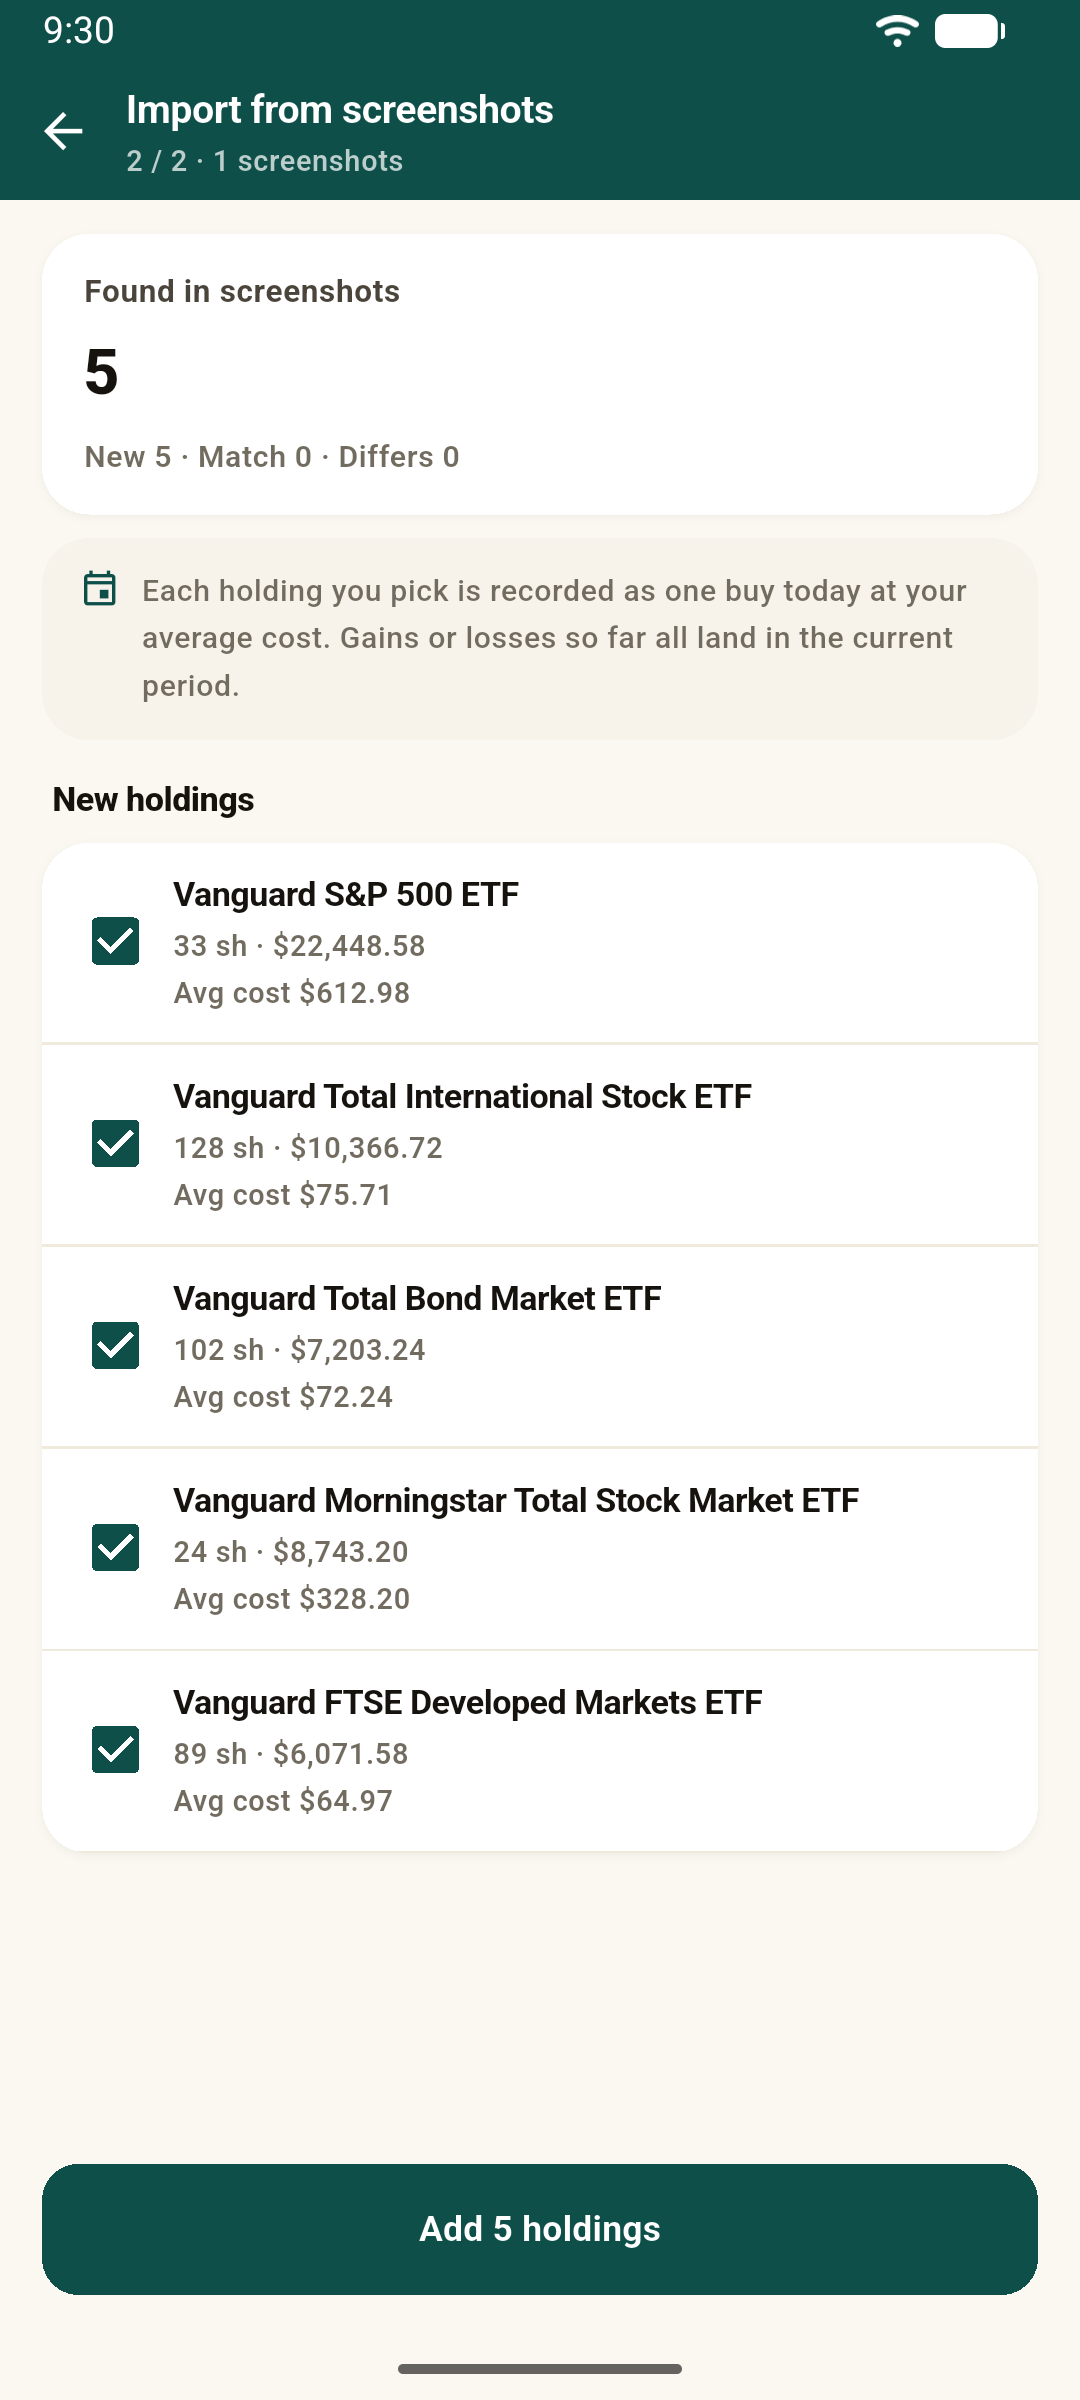 9:30
Import from screenshots
2 / 2 · 1 screenshots
Found in screenshots
5
New 5 · Match 0 · Differs 0
Each holding you pick is recorded as one buy today at your
average cost. Gains or losses so far all land in the current
period.
New holdings
Vanguard S&P 500 ETF
33 sh · $22,448.58
Avg cost $612.98
Vanguard Total International Stock ETF
128 sh · $10,366.72
Avg cost $75.71
Vanguard Total Bond Market ETF
102 sh · $7,203.24
Avg cost $72.24
Vanguard Morningstar Total Stock Market ETF
24 sh · $8,743.20
Avg cost $328.20
Vanguard FTSE Developed Markets ETF
89 sh · $6,071.58
Avg cost $64.97
Add 5 holdings